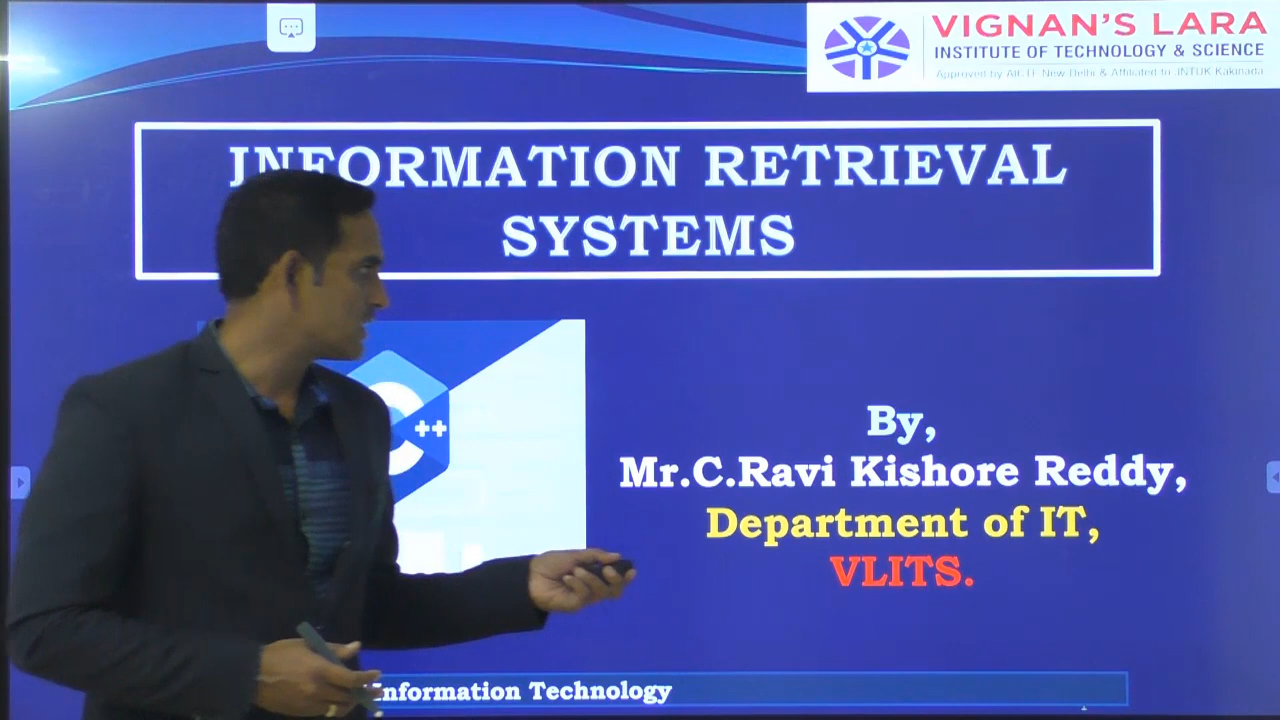 VIGNAN'S LARA
INSTITUTE OF TECHNOLOGY & SCIENCE
Approved by AICTE New Delhi & Affiliated to JNTUK Kakinada
INFORMATION RETRIEVAL
SYSTEMS
C++
By,
Mr.C.Ravi Kishore Reddy,
Department of IT,
VLITS.
Information Technology